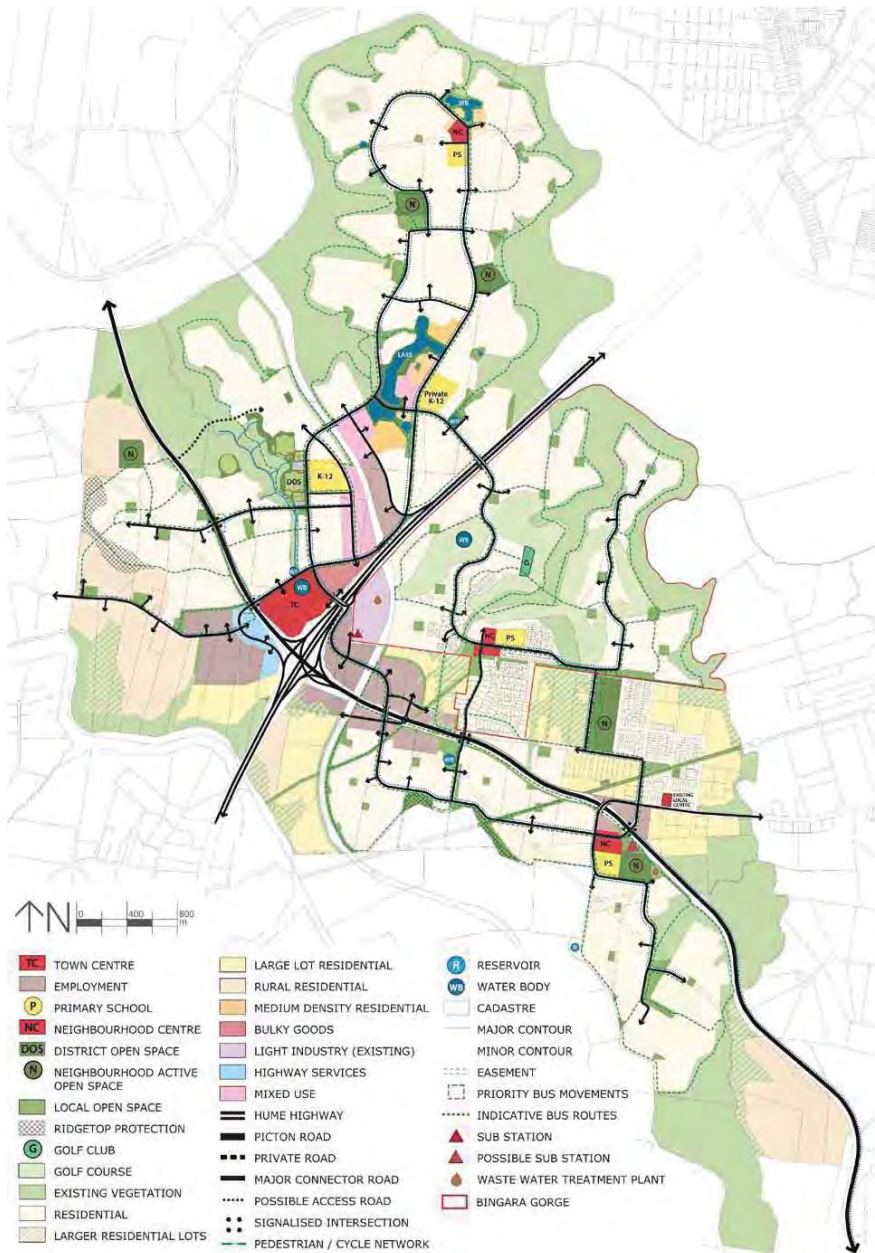 WB
NC
PS
N
N
LAKE
Private
K-12
WB
N
DOS
K-12
WB
WB
WB
TC
G
NC
PS
N
WB
EXISTING
LOCAL
CENTRE
NC
PS
N
R
N
0 400 800
m
TC TOWN CENTRE
EMPLOYMENT
P PRIMARY SCHOOL
NC NEIGHBOURHOOD CENTRE
DOS DISTRICT OPEN SPACE
N NEIGHBOURHOOD ACTIVE
OPEN SPACE
LOCAL OPEN SPACE
RIDGETOP PROTECTION
G GOLF CLUB
GOLF COURSE
EXISTING VEGETATION
RESIDENTIAL
LARGER RESIDENTIAL LOTS
LARGE LOT RESIDENTIAL
RURAL RESIDENTIAL
MEDIUM DENSITY RESIDENTIAL
BULKY GOODS
LIGHT INDUSTRY (EXISTING)
HIGHWAY SERVICES
MIXED USE
HUME HIGHWAY
PICTON ROAD
PRIVATE ROAD
MAJOR CONNECTOR ROAD
POSSIBLE ACCESS ROAD
SIGNALISED INTERSECTION
PEDESTRIAN / CYCLE NETWORK
R RESERVOIR
WB WATER BODY
CADASTRE
MAJOR CONTOUR
MINOR CONTOUR
EASEMENT
PRIORITY BUS MOVEMENTS
INDICATIVE BUS ROUTES
SUB STATION
POSSIBLE SUB STATION
WASTE WATER TREATMENT PLANT
BINGARA GORGE